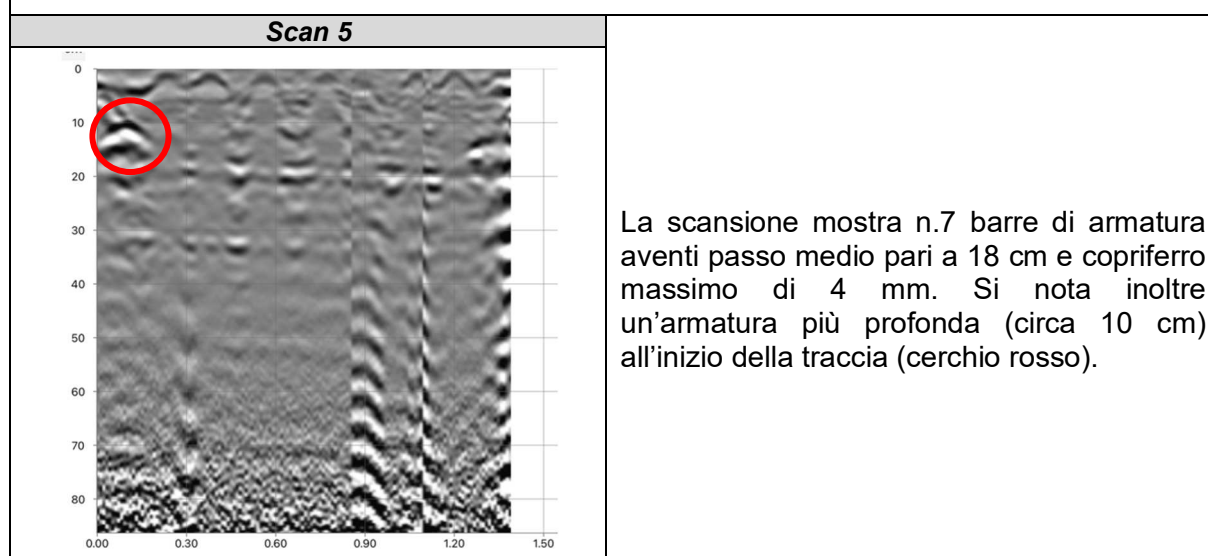 Scan 5
0
10
20
30
40
50
60
70
80
0.00 0.30 0.60 0.90 1.20 1.50
La scansione mostra n.7 barre di armatura
aventi passo medio pari a 18 cm e copriferro
massimo di 4 mm. Si nota inoltre
un’armatura più profonda (circa 10 cm)
all’inizio della traccia (cerchio rosso).